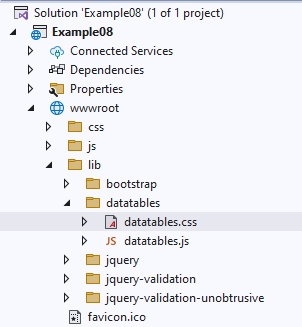 Solution 'Example08' (1 of 1 project)
Example08
Connected Services
Dependencies
Properties
wwwroot
css
js
lib
bootstrap
datatables
datatables.css
JS datatables.js
jquery
jquery-validation
jquery-validation-unobtrusive
favicon.ico